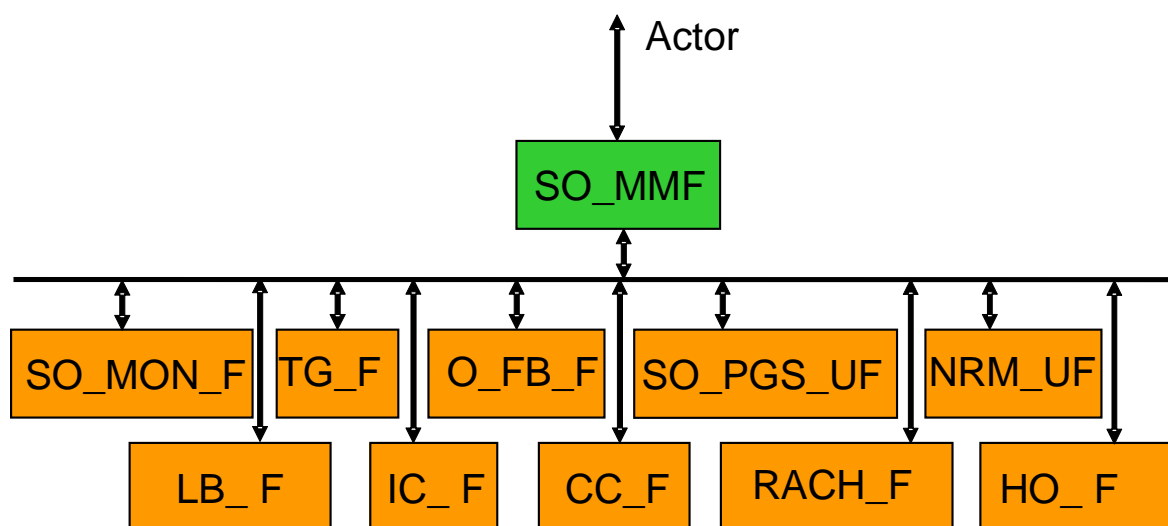 Actor
SO_MMF
SO_MON_F
TG_F
O_FB_F
SO_PGS_UF
NRM_UF
LB_ F
IC_ F
CC_F
RACH_F
HO_ F